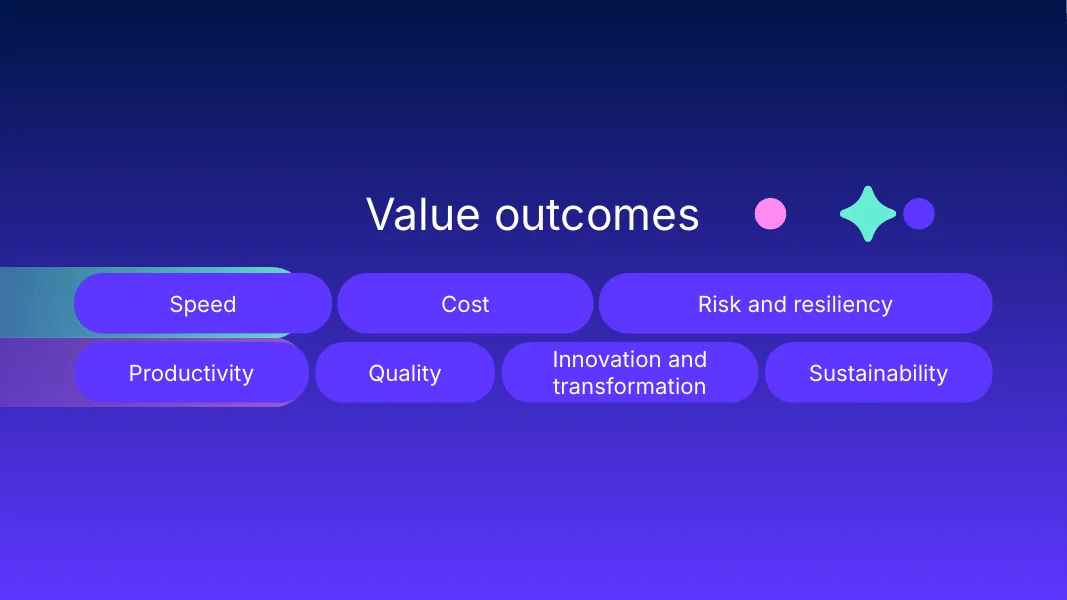 Value outcomes
Speed
Cost
Risk and resiliency
Productivity
Quality
Innovation and
transformation
Sustainability